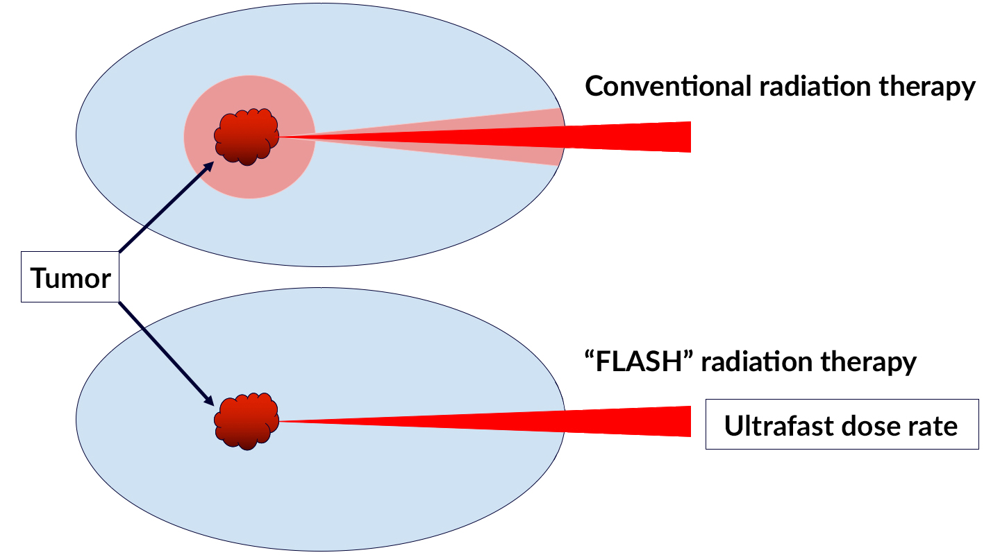 Conventional radiation therapy
Tumor
“FLASH” radiation therapy
Ultrafast dose rate